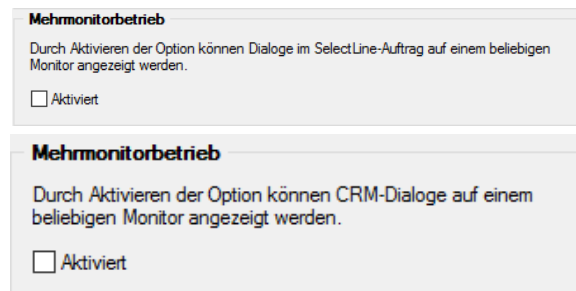 Mehrmonitorbetrieb
Durch Aktivieren der Option können Dialoge im SelectLine-Auftrag auf einem beliebigen
Monitor angezeigt werden.
Aktiviert
Mehrmonitorbetrieb
Durch Aktivieren der Option können CRM-Dialoge auf einem
beliebigen Monitor angezeigt werden.
Aktiviert